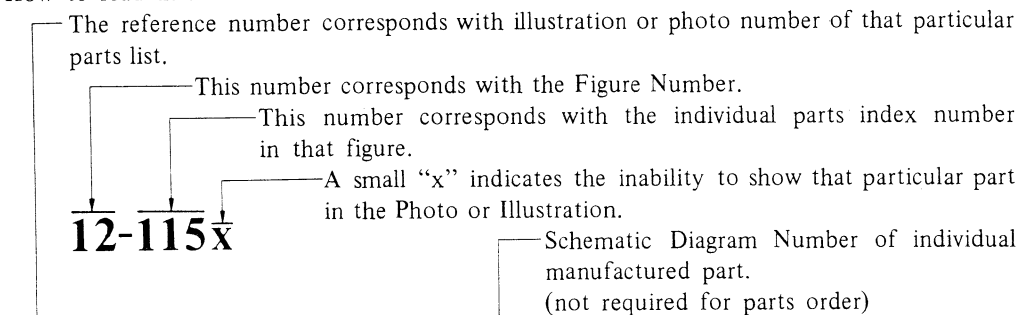 The reference number corresponds with illustration or photo number of that particular
parts list.
This number corresponds with the Figure Number.
This number corresponds with the individual parts index number
in that figure.
A small “x” indicates the inability to show that particular part
in the Photo or Illustration.
12-115x
Schematic Diagram Number of individual
manufactured part.
(not required for parts order)